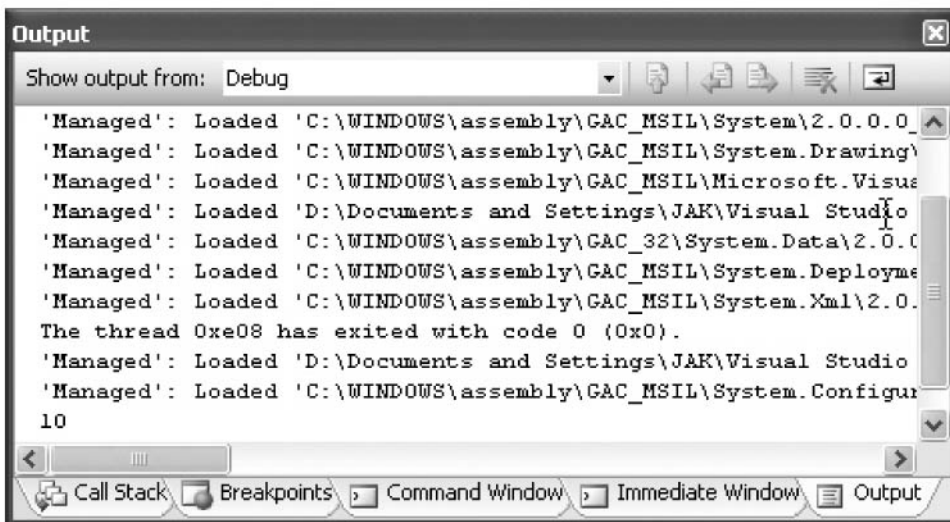 Output
Show output from: Debug
'Managed': Loaded 'C:\WINDOWS\assembly\GAC_MSIL\System\2.0.0.0_
'Managed': Loaded 'C:\WINDOWS\assembly\GAC_MSIL\System.Drawing\
'Managed': Loaded 'C:\WINDOWS\assembly\GAC_MSIL\Microsoft.Visua
'Managed': Loaded 'D:\Documents and Settings\JAK\Visual Studio
'Managed': Loaded 'C:\WINDOWS\assembly\GAC_32\System.Data\2.0.0
'Managed': Loaded 'C:\WINDOWS\assembly\GAC_MSIL\System.Deployme
'Managed': Loaded 'C:\WINDOWS\assembly\GAC_MSIL\System.Xml\2.0.
The thread 0xe08 has exited with code 0 (0x0).
'Managed': Loaded 'D:\Documents and Settings\JAK\Visual Studio
'Managed': Loaded 'C:\WINDOWS\assembly\GAC_MSIL\System.Configur
10
Call Stack Breakpoints Command Window Immediate Window Output